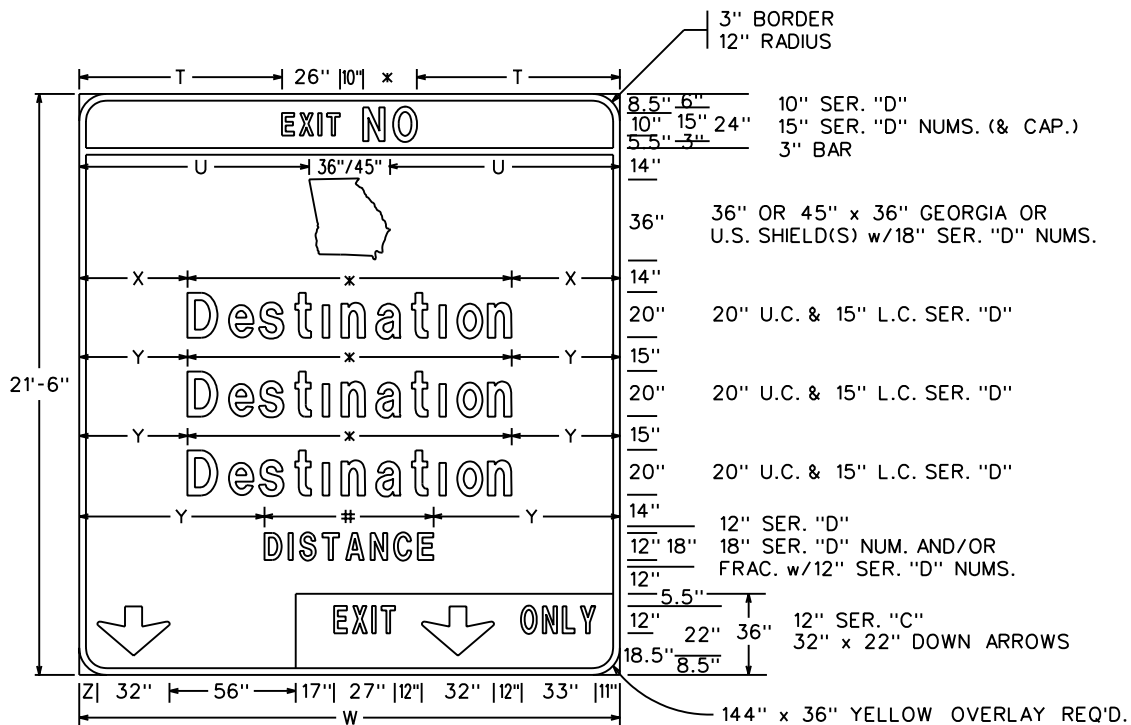 3" BORDER
12" RADIUS
T 26" 10" * T
8.5" 6" 10" SER. "D"
EXIT NO 10" 15" 24" 15" SER. "D" NUMS. (& CAP.)
5.5" 3" 3" BAR
U 36"/45" U 14"
36" 36" OR 45" x 36" GEORGIA OR
U.S. SHIELD(S) w/18" SER. "D" NUMS.
X * X 14"
Destination 20" 20" U.C. & 15" L.C. SER. "D"
Y * Y 15"
21'-6" Destination 20" 20" U.C. & 15" L.C. SER. "D"
Y * Y 15"
Destination 20" 20" U.C. & 15" L.C. SER. "D"
Y # Y 14"
12" SER. "D"
DISTANCE 12" 18" 18" SER. "D" NUM. AND/OR
FRAC. w/12" SER. "D" NUMS.
12"
5.5"
EXIT ONLY 12" 12" SER. "C"
22" 36" 32" x 22" DOWN ARROWS
18.5" 8.5"
Z 32" 56" 17" 27" 12" 32" 12" 33" 11"
W 144" x 36" YELLOW OVERLAY REQ'D.